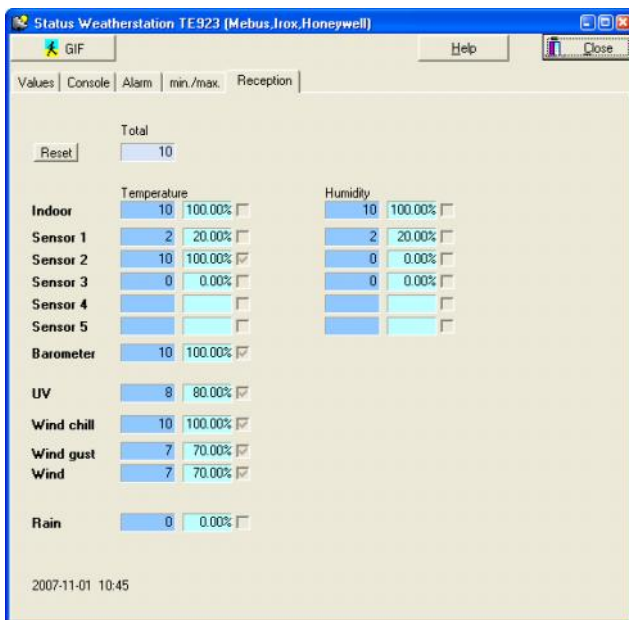 Status Weatherstation TE923 (Mebus,Irox,Honeywell)
GIF Help Close
Values Console Alarm min./max. Reception
Total
Reset 10
Temperature Humidity
Indoor 10 100.00% 10 100.00%
Sensor 1 2 20.00% 2 20.00%
Sensor 2 10 100.00% 0 0.00%
Sensor 3 0 0.00% 0 0.00%
Sensor 4
Sensor 5
Barometer 10 100.00%
UV 8 80.00%
Wind chill 10 100.00%
Wind gust 7 70.00%
Wind 7 70.00%
Rain 0 0.00%
2007-11-01 10:45